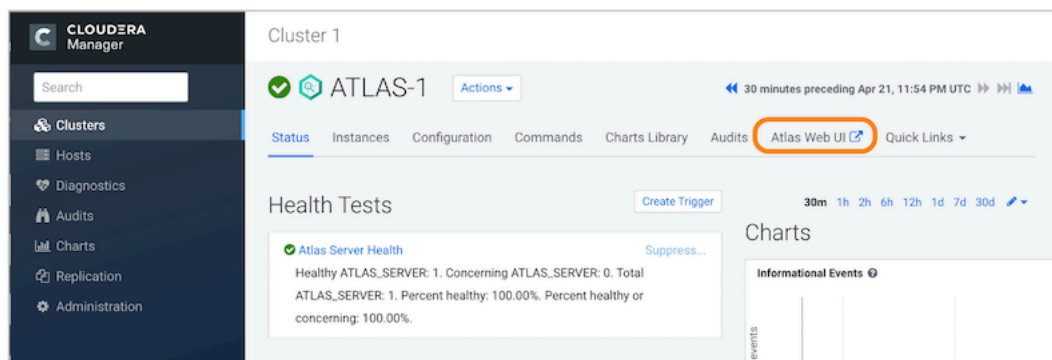 CLOUDERA
Manager
Search
Clusters
Hosts
Diagnostics
Audits
Charts
Replication
Administration
Cluster 1
ATLAS-1 Actions
30 minutes preceding Apr 21, 11:54 PM UTC
Status Instances Configuration Commands Charts Library Audits Atlas Web UI Quick Links
Health Tests
Create Trigger
Atlas Server Health Suppress...
Healthy ATLAS_SERVER: 1. Concerning ATLAS_SERVER: 0. Total
ATLAS_SERVER: 1. Percent healthy: 100.00%. Percent healthy or
concerning: 100.00%.
30m 1h 2h 6h 12h 1d 7d 30d
Charts
Informational Events
events